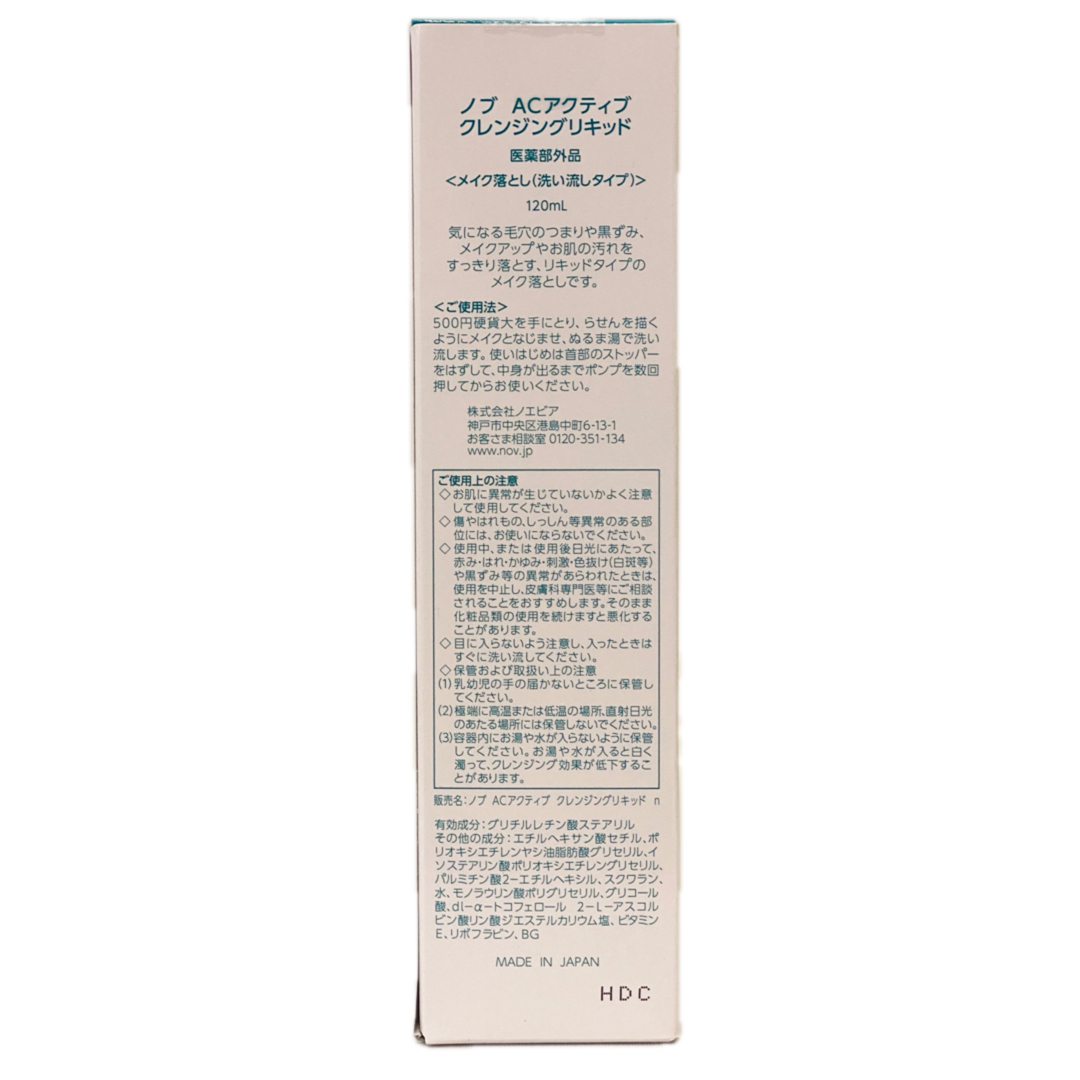 ノブ ACアクティブ
クレンジングリキッド
医薬部外品
<メイク落とし(洗い流しタイプ)>
120mL
気になる毛穴のつまりや黒ずみ、
メイクアップやお肌の汚れを
すっきり落とす、リキッドタイプの
メイク落としです。
<ご使用法>
500円硬貨大を手にとり、らせんを描く
ようにメイクとなじませ、ぬるま湯で洗い
流します。使いはじめは首部のストッパー
をはずして、中身が出るまでポンプを数回
押してからお使いください。
株式会社ノエビア
神戸市中央区港島中町6-13-1
お客さま相談室 0120-351-134
www.nov.jp
ご使用上の注意
◇お肌に異常が生じていないかよく注意
して使用してください。
◇傷やはれもの、しっしん等異常のある部
位には、お使いにならないでください。
◇使用中、または使用後日光にあたって、
赤み・はれ・かゆみ・刺激・色抜け(白斑等)
や黒ずみ等の異常があらわれたときは、
使用を中止し、皮膚科専門医等にご相談
されることをおすすめします。そのまま
化粧品類の使用を続けますと悪化する
ことがあります。
◇目に入らないよう注意し、入ったときは
すぐに洗い流してください。
◇保管および取扱い上の注意
(1)乳幼児の手の届かないところに保管し
てください。
(2)極端に高温または低温の場所、直射日光
のあたる場所には保管しないでください。
(3)容器内にお湯や水が入らないように保管
してください。お湯や水が入ると白く
濁って、クレンジング効果が低下するこ
とがあります。
販売名:ノブ ACアクティブ クレンジングリキッド n
有効成分:グリチルレチン酸ステアリル
その他の成分:エチルヘキサン酸セチル、ポ
リオキシエチレンヤシ油脂肪酸グリセリル、イ
ソステアリン酸ポリオキシエチレングリセリル、
パルミチン酸2-エチルヘキシル、スクワラン、
水、モノラウリン酸ポリグリセリル、グリコール
酸、dl-α-トコフェロール 2-L-アスコル
ビン酸リン酸ジエステルカリウム塩、ビタミン
E、リボフラビン、BG
MADE IN JAPAN
HDC